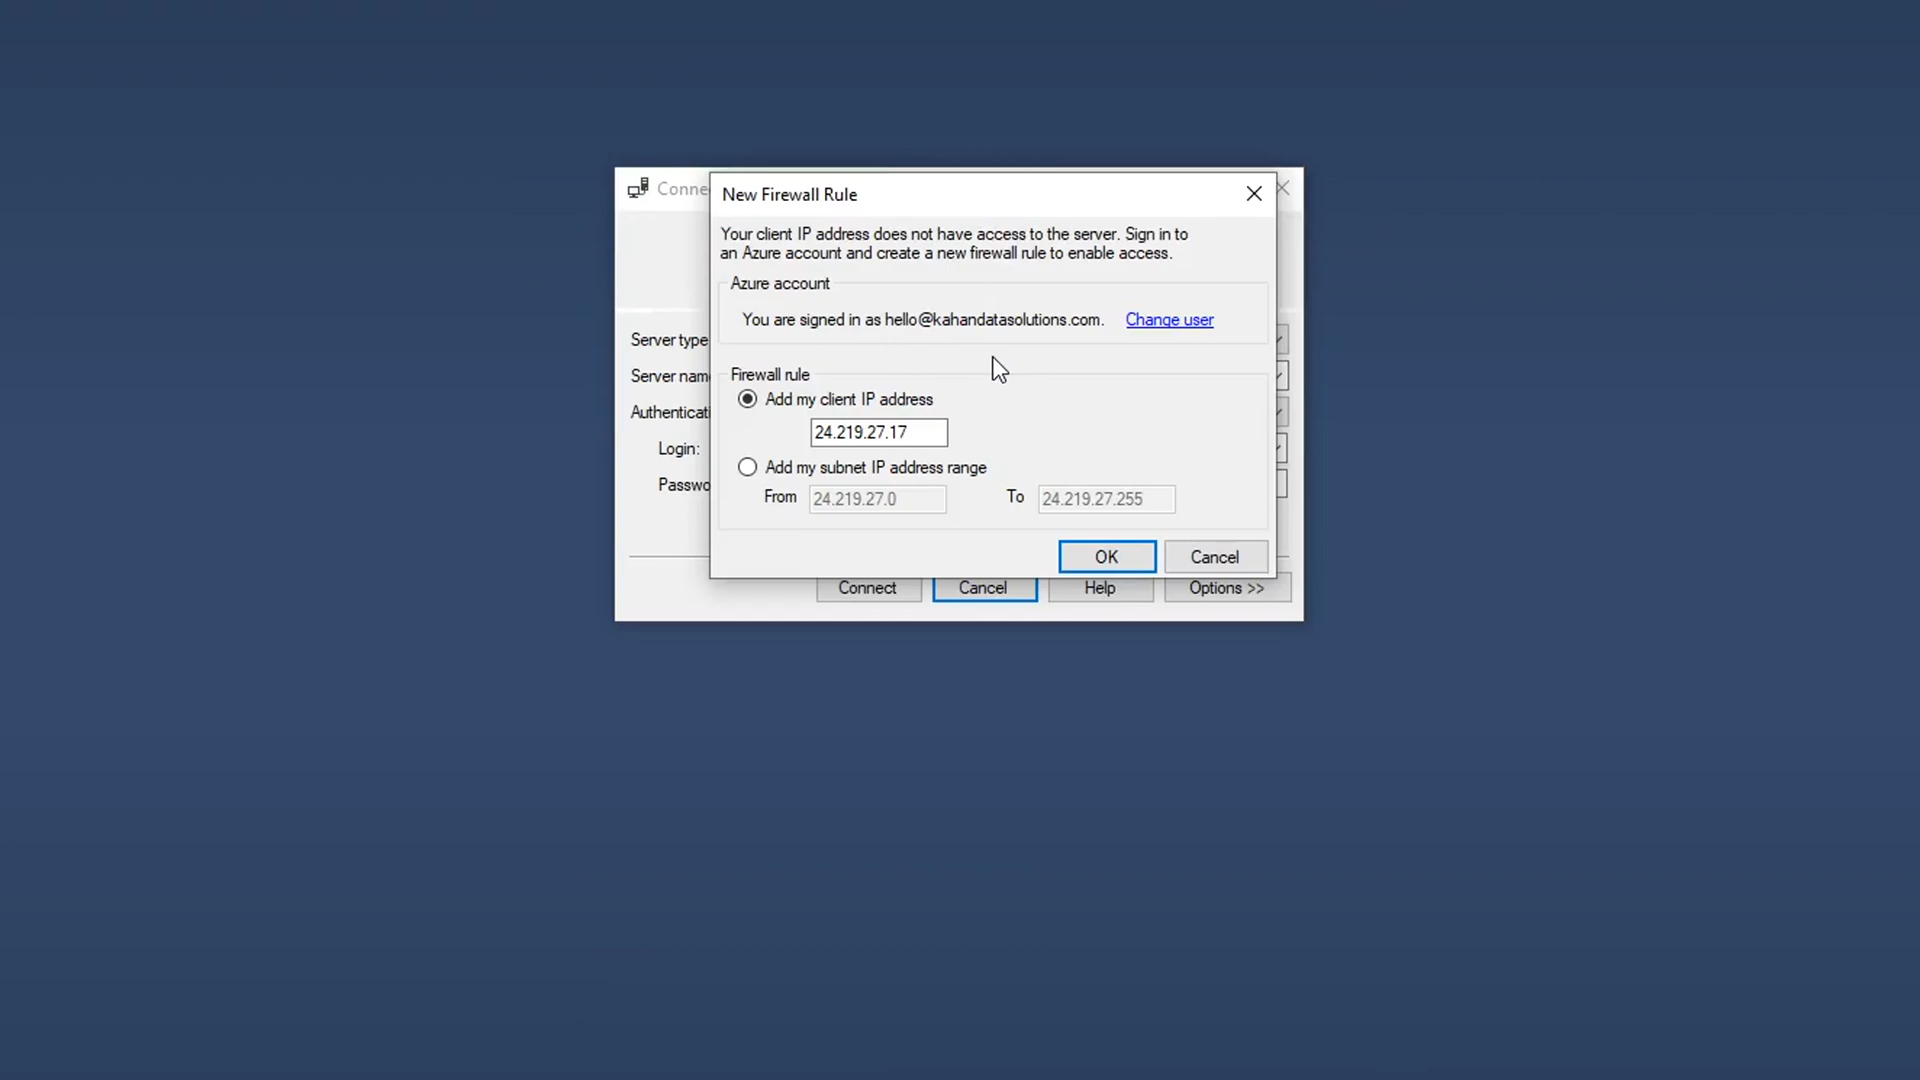 Conne
New Firewall Rule
Your client IP address does not have access to the server. Sign in to
an Azure account and create a new firewall rule to enable access.
Azure account
You are signed in as hello@kahandatasolutions.com. Change user
Server type
Server nam
Authenticati
Login:
Passwo
Firewall rule
Add my client IP address
24.219.27.17
Add my subnet IP address range
From 24.219.27.0 To 24.219.27.255
OK Cancel
Connect Cancel Help Options >>